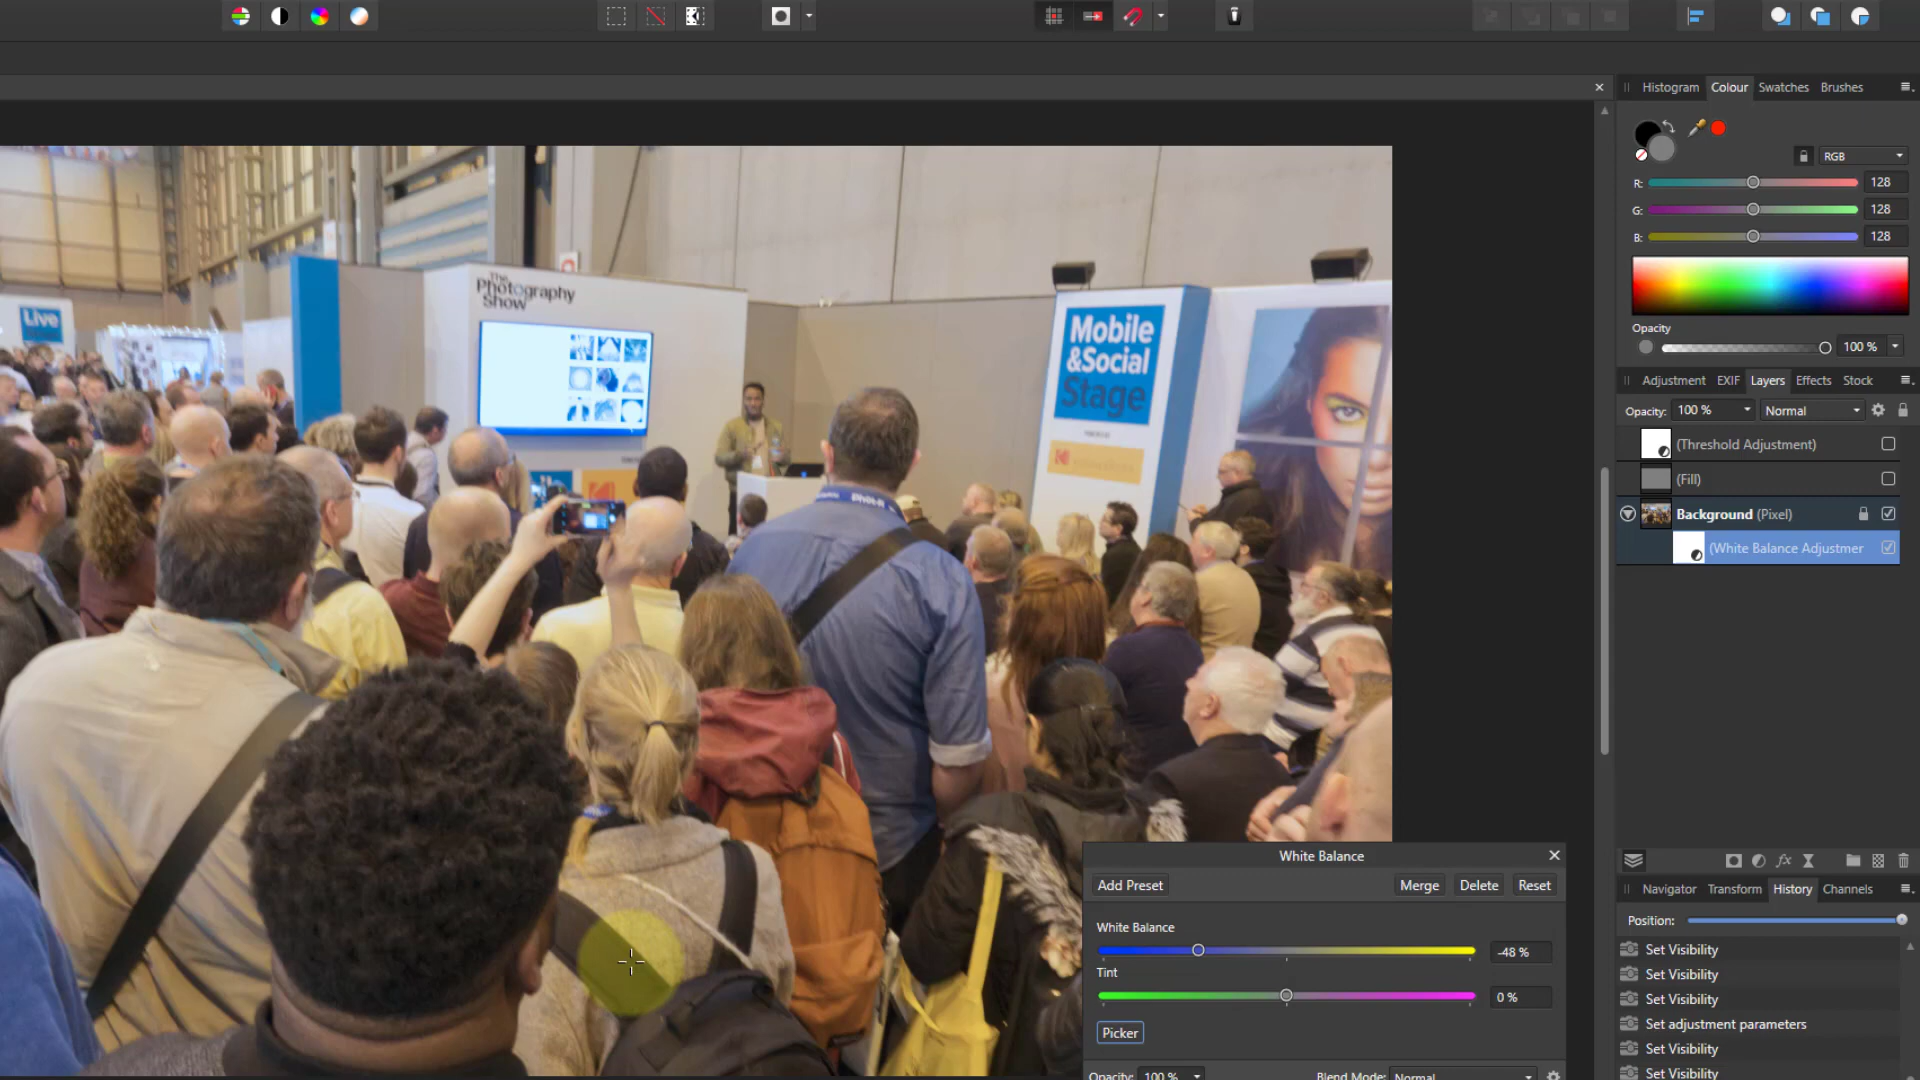 Histogram
Colour
Swatches
Brushes
RGB
R: 128
G: 128
B: 128
Opacity
100 %
Adjustment
EXIF
Layers
Effects
Stock
Opacity: 100 %
Normal
(Threshold Adjustment)
(Fill)
Background (Pixel)
(White Balance Adjustmer
Navigator
Transform
History
Channels
Position:
Set Visibility
Set Visibility
Set Visibility
Set adjustment parameters
Set Visibility
Set Visibility
White Balance
Add Preset
Merge
Delete
Reset
White Balance
-48 %
Tint
0 %
Picker
Opacity: 100 %
Blend Mode: Normal
The
Photography
Show
Live
Mobile
&Social
Stage